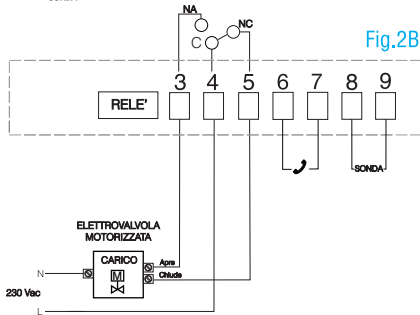 NA
NC
C
Fig.2B
3 4 5 6 7 8 9
RELE'
SONDA
ELETTROVALVOLA
MOTORIZZATA
CARICO
Apre
Chiude
M
N
230 Vac
L